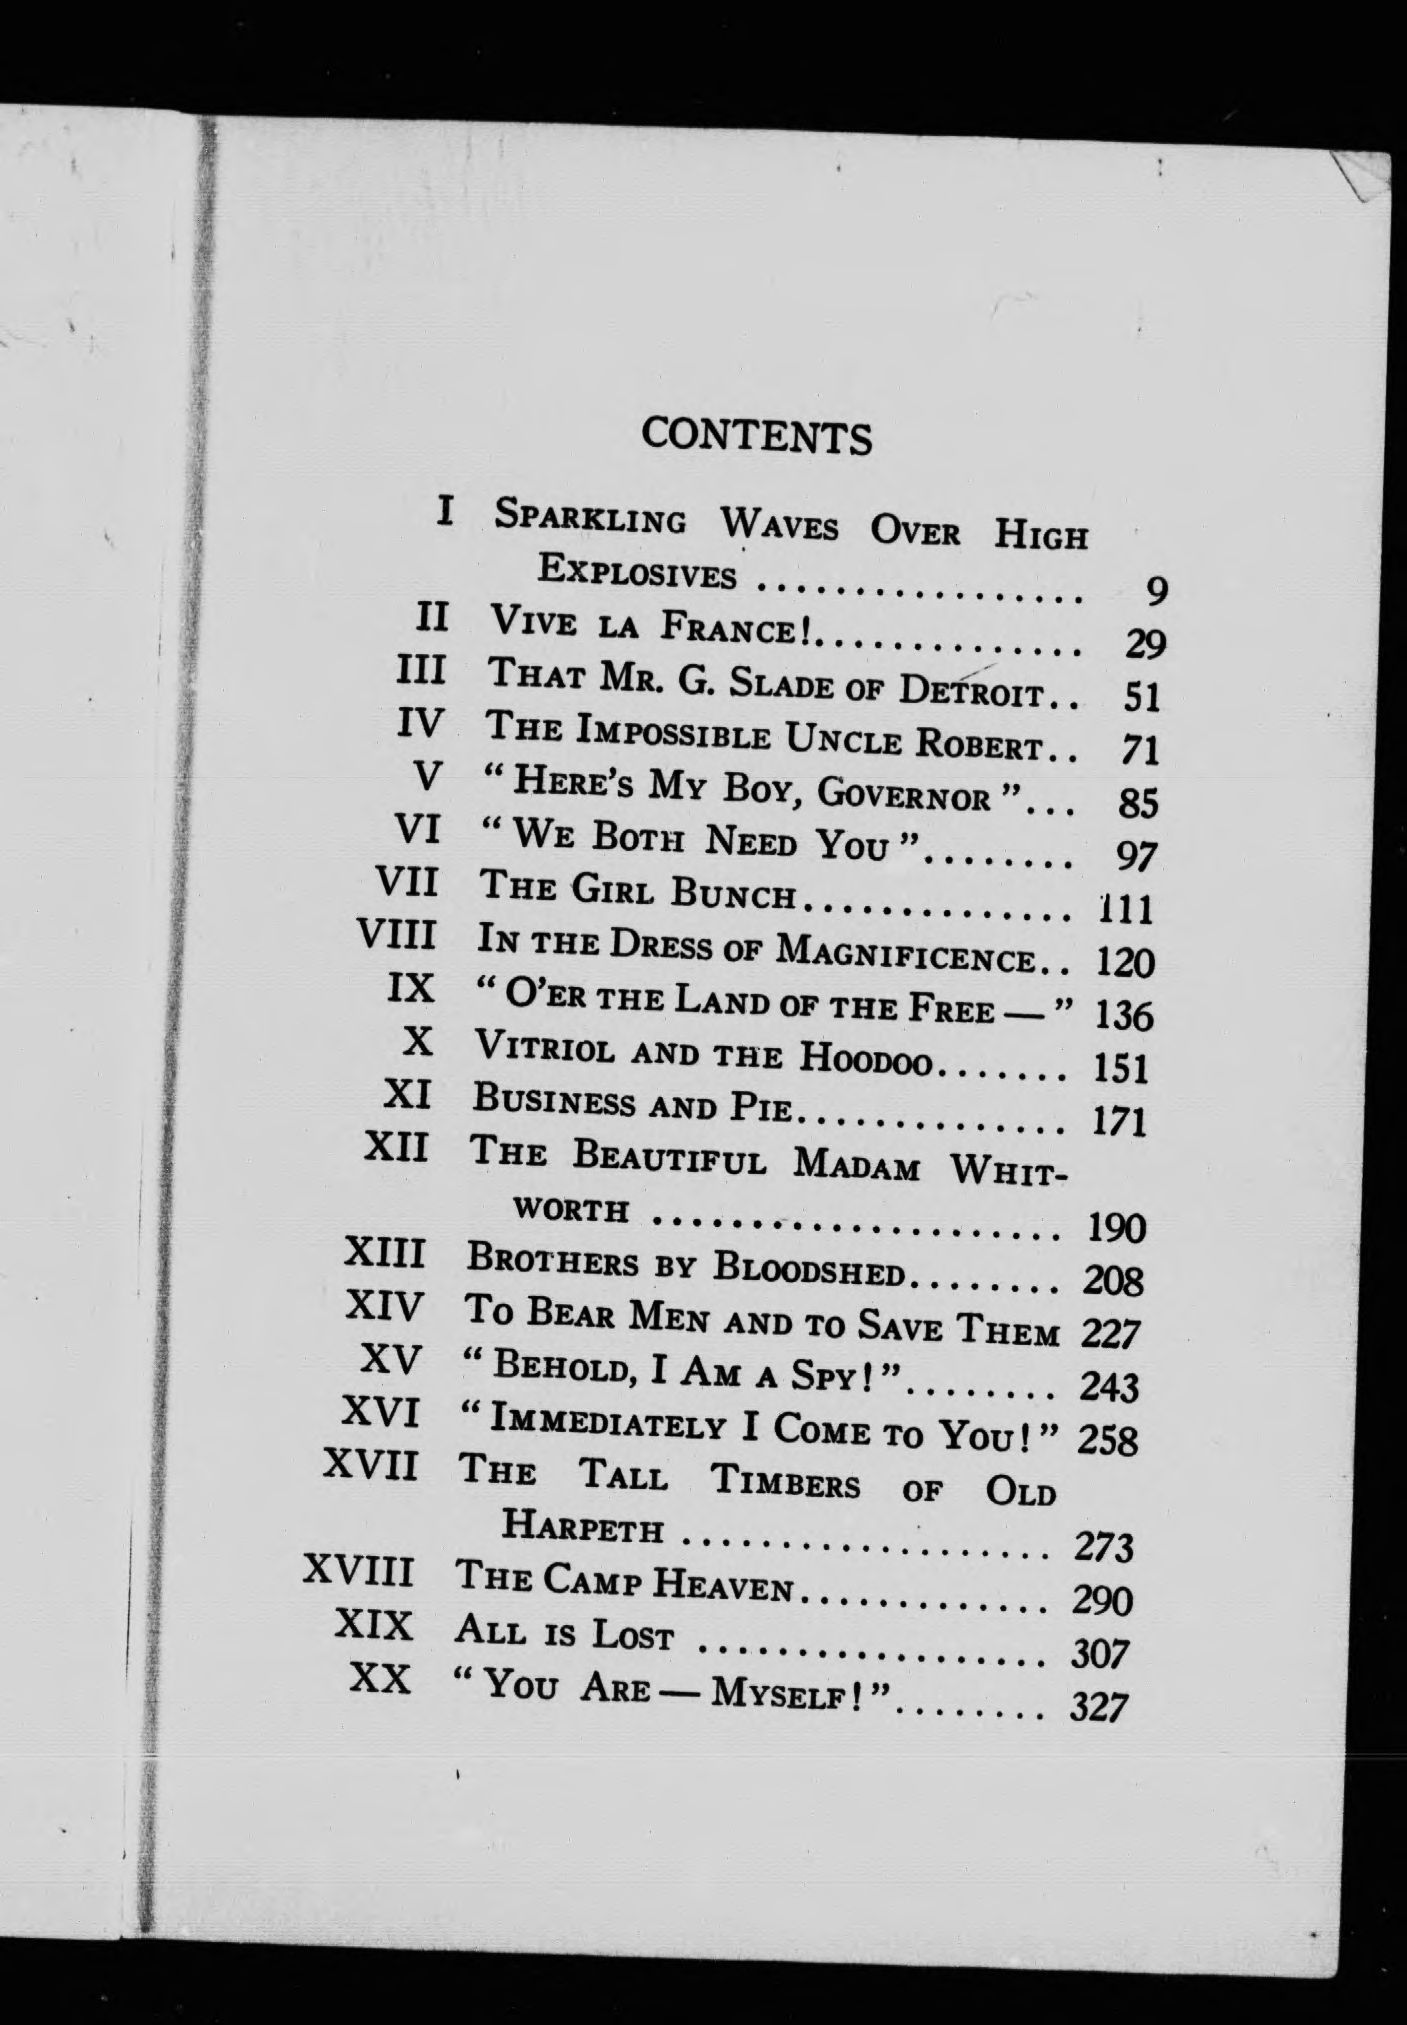 CONTENTS
I SPARKLING WAVES OVER HIGH
EXPLOSIVES ................. 9
II VIVE LA FRANCE!.............. 29
III THAT MR. G. SLADE OF DETROIT.. 51
IV THE IMPOSSIBLE UNCLE ROBERT.. 71
V “HERE’S MY BOY, GOVERNOR”... 85
VI “WE BOTH NEED YOU”........ 97
VII THE GIRL BUNCH.............. 111
VIII IN THE DRESS OF MAGNIFICENCE.. 120
IX “O’ER THE LAND OF THE FREE—” 136
X VITRIOL AND THE HOODOO....... 151
XI BUSINESS AND PIE.............. 171
XII THE BEAUTIFUL MADAM WHIT-
WORTH ..................... 190
XIII BROTHERS BY BLOODSHED........ 208
XIV TO BEAR MEN AND TO SAVE THEM 227
XV “BEHOLD, I AM A SPY!”........ 243
XVI “IMMEDIATELY I COME TO YOU!” 258
XVII THE TALL TIMBERS OF OLD
HARPETH ................... 273
XVIII THE CAMP HEAVEN............. 290
XIX ALL IS LOST .................. 307
XX “YOU ARE—MYSELF!”........ 327